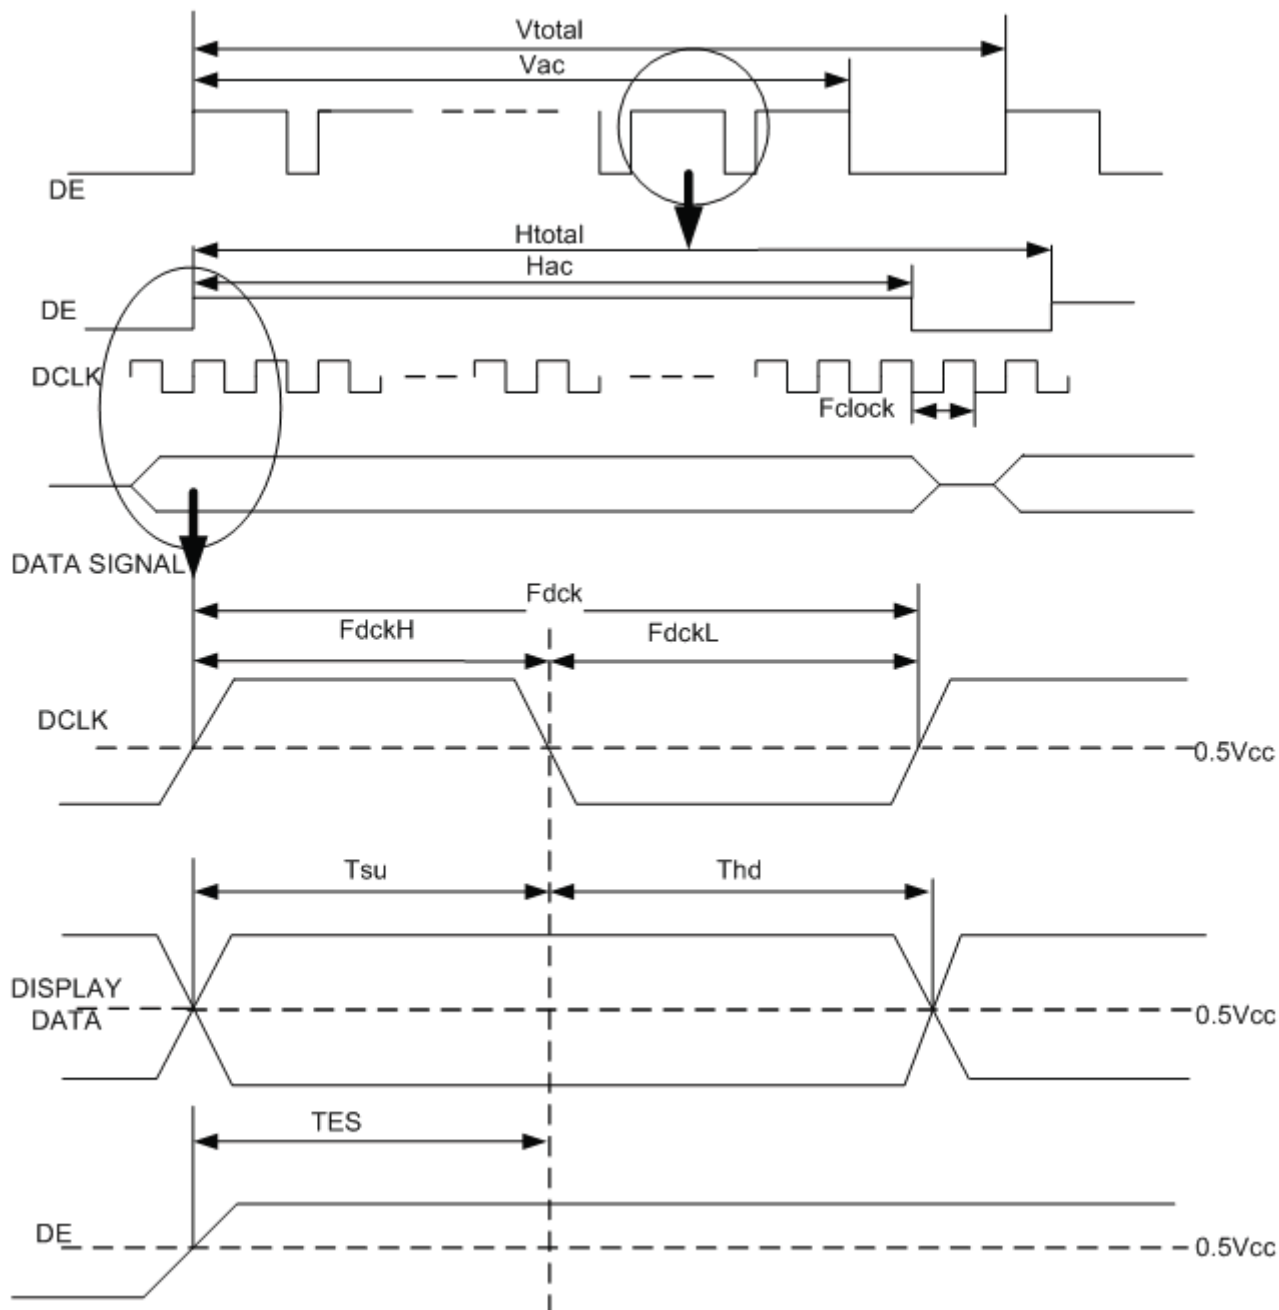 Vtotal
Vac
DE
Htotal
Hac
DE
DCLK
Fclock
DATA SIGNAL
Fdck
FdckH
FdckL
DCLK
0.5Vcc
Tsu
Thd
DISPLAY
DATA
0.5Vcc
TES
DE
0.5Vcc